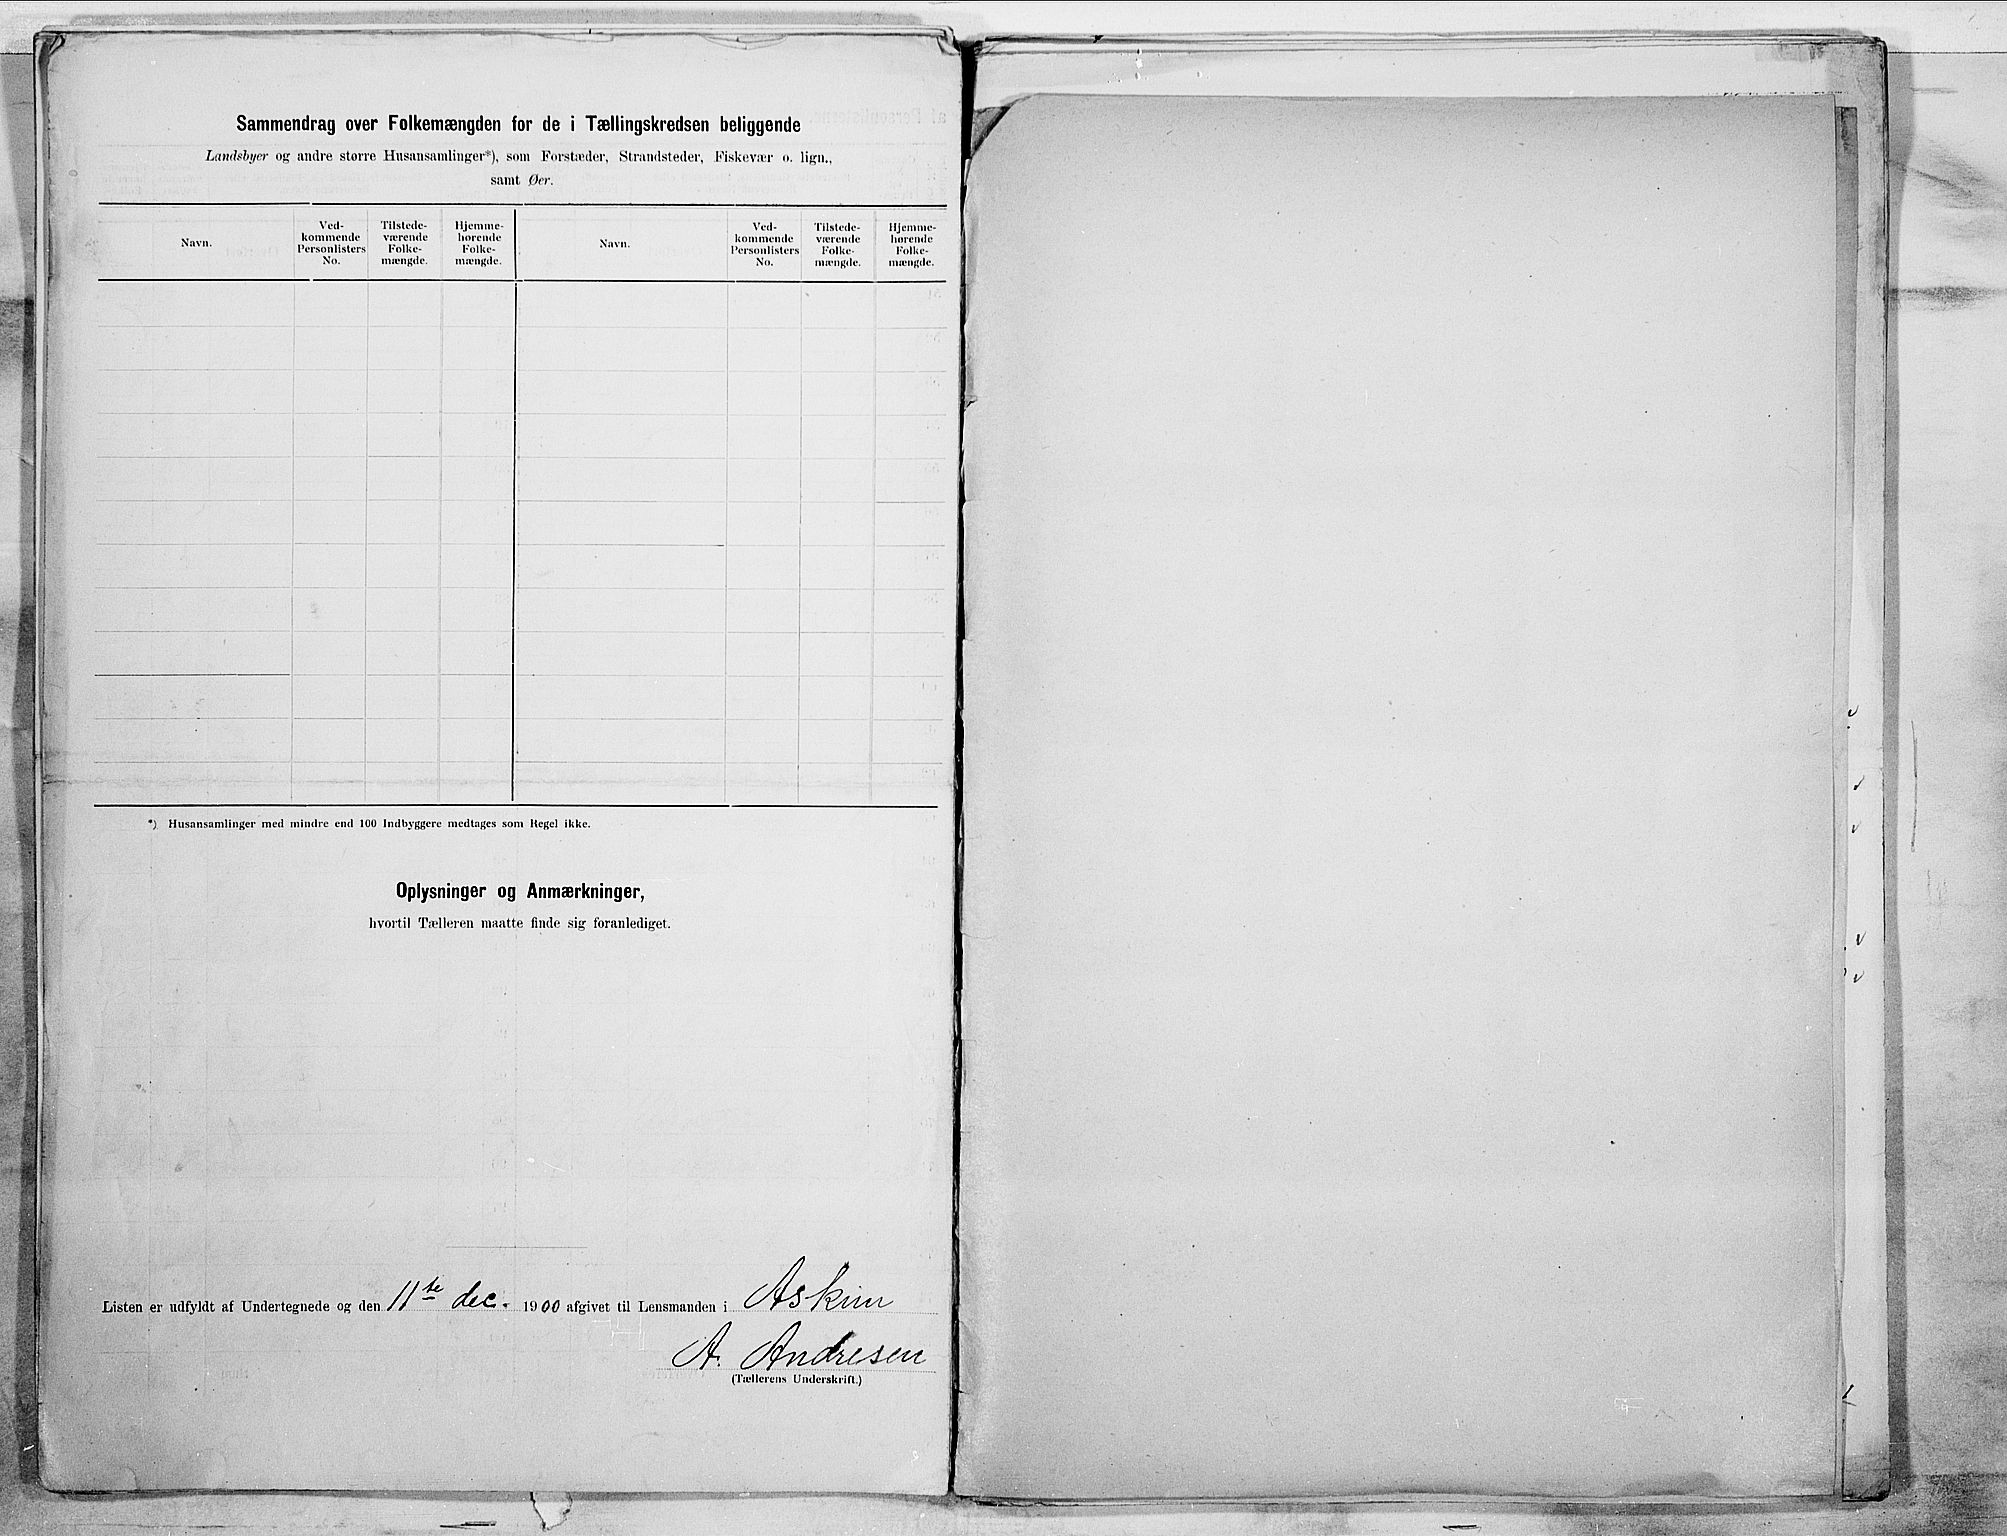 Sammendrag over Folkemængden for de i Tællingskredsen beliggende
Landsbyer og andre større Husansamlinger*), som Forstæder, Strandsteder, Fiskevær o. lign.,
samt Øer.
Navn.
Ved-
kommende
Personlisters
No.
Tilstede-
værende
Folke-
mængde.
Hjemme-
hørende
Folke-
mængde.
Navn.
Ved-
kommende
Personlisters
No.
Tilstede-
værende
Folke-
mængde.
Hjemme-
hørende
Folke-
mængde.
*) Husansamlinger med mindre end 100 Indbyggere medtages som Regel ikke.
Oplysninger og Anmærkninger,
hvortil Tælleren maatte finde sig foranlediget.
Listen er udfyldt af Undertegnede og den 11te dec. 1900 afgivet til Lensmanden i Askim
A. Andresen
(Tællerens Underskrift.)